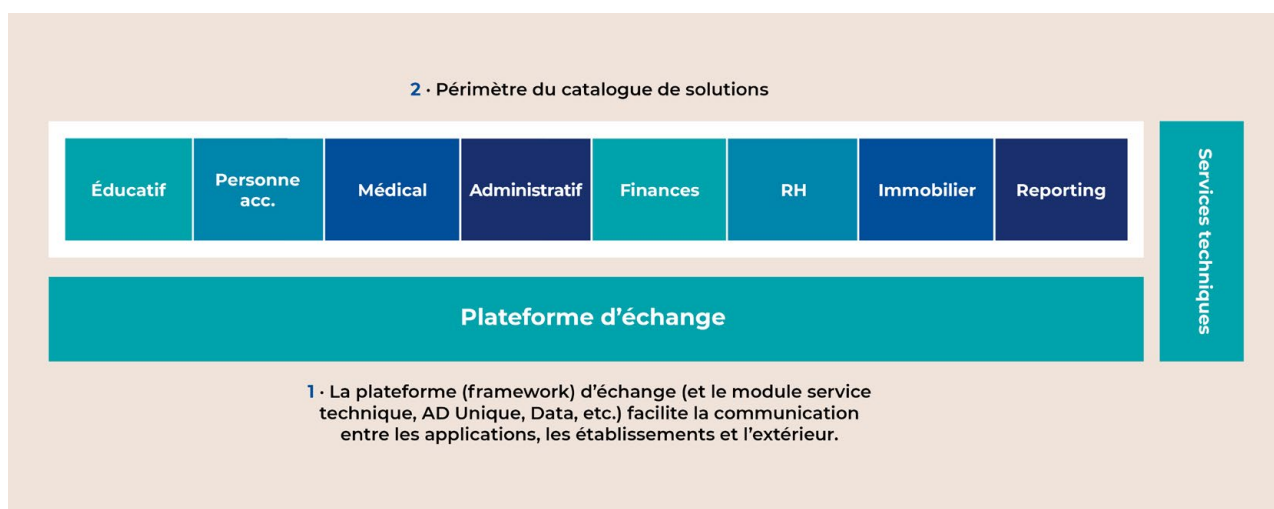 2 · Périmètre du catalogue de solutions
Éducatif
Personne
acc.
Médical
Administratif
Finances
RH
Immobilier
Reporting
Services techniques
Plateforme d’échange
1 · La plateforme (framework) d’échange (et le module service
technique, AD Unique, Data, etc.) facilite la communication
entre les applications, les établissements et l’extérieur.